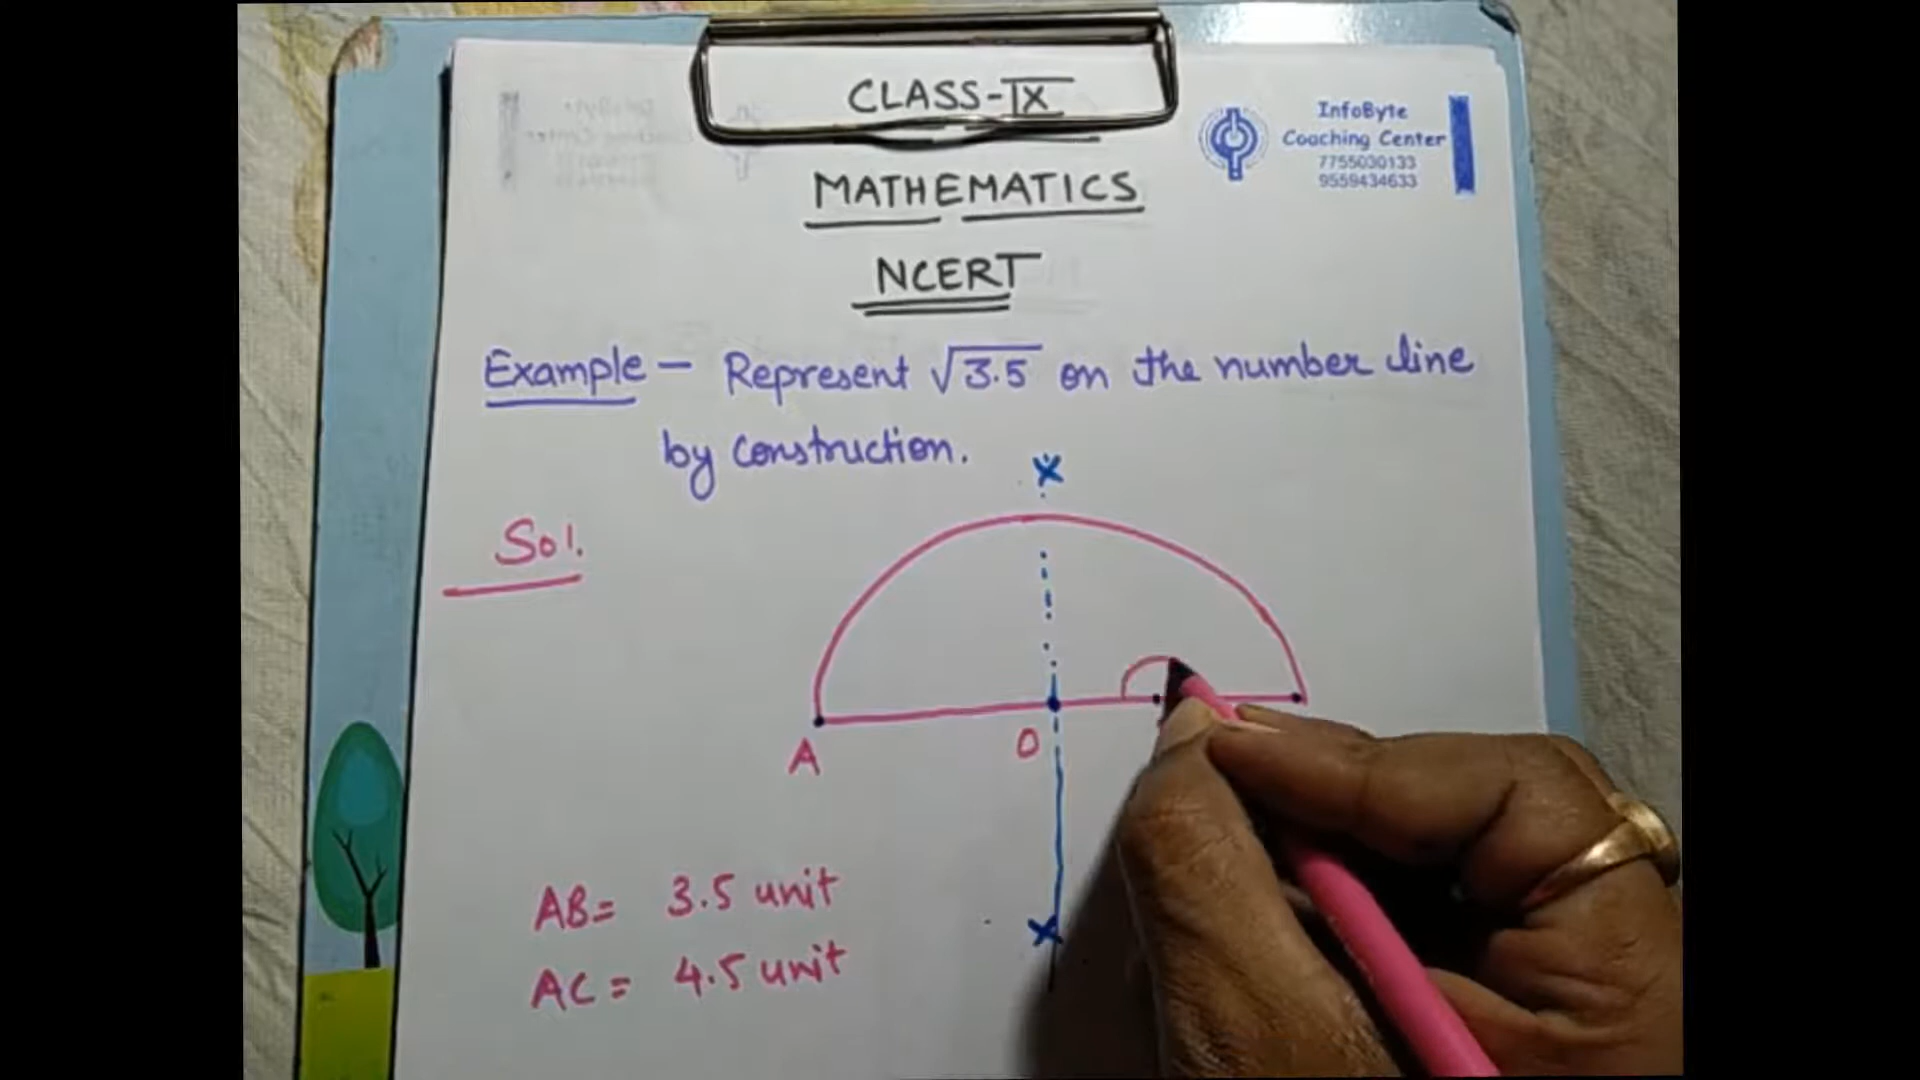 CLASS-IX
InfoByte
Coaching Center
7755030133
9559434633
MATHEMATICS
NCERT
Example - Represent √3.5 on the number line
by construction.
Sol.
A
O
AB = 3.5 unit
AC = 4.5 unit